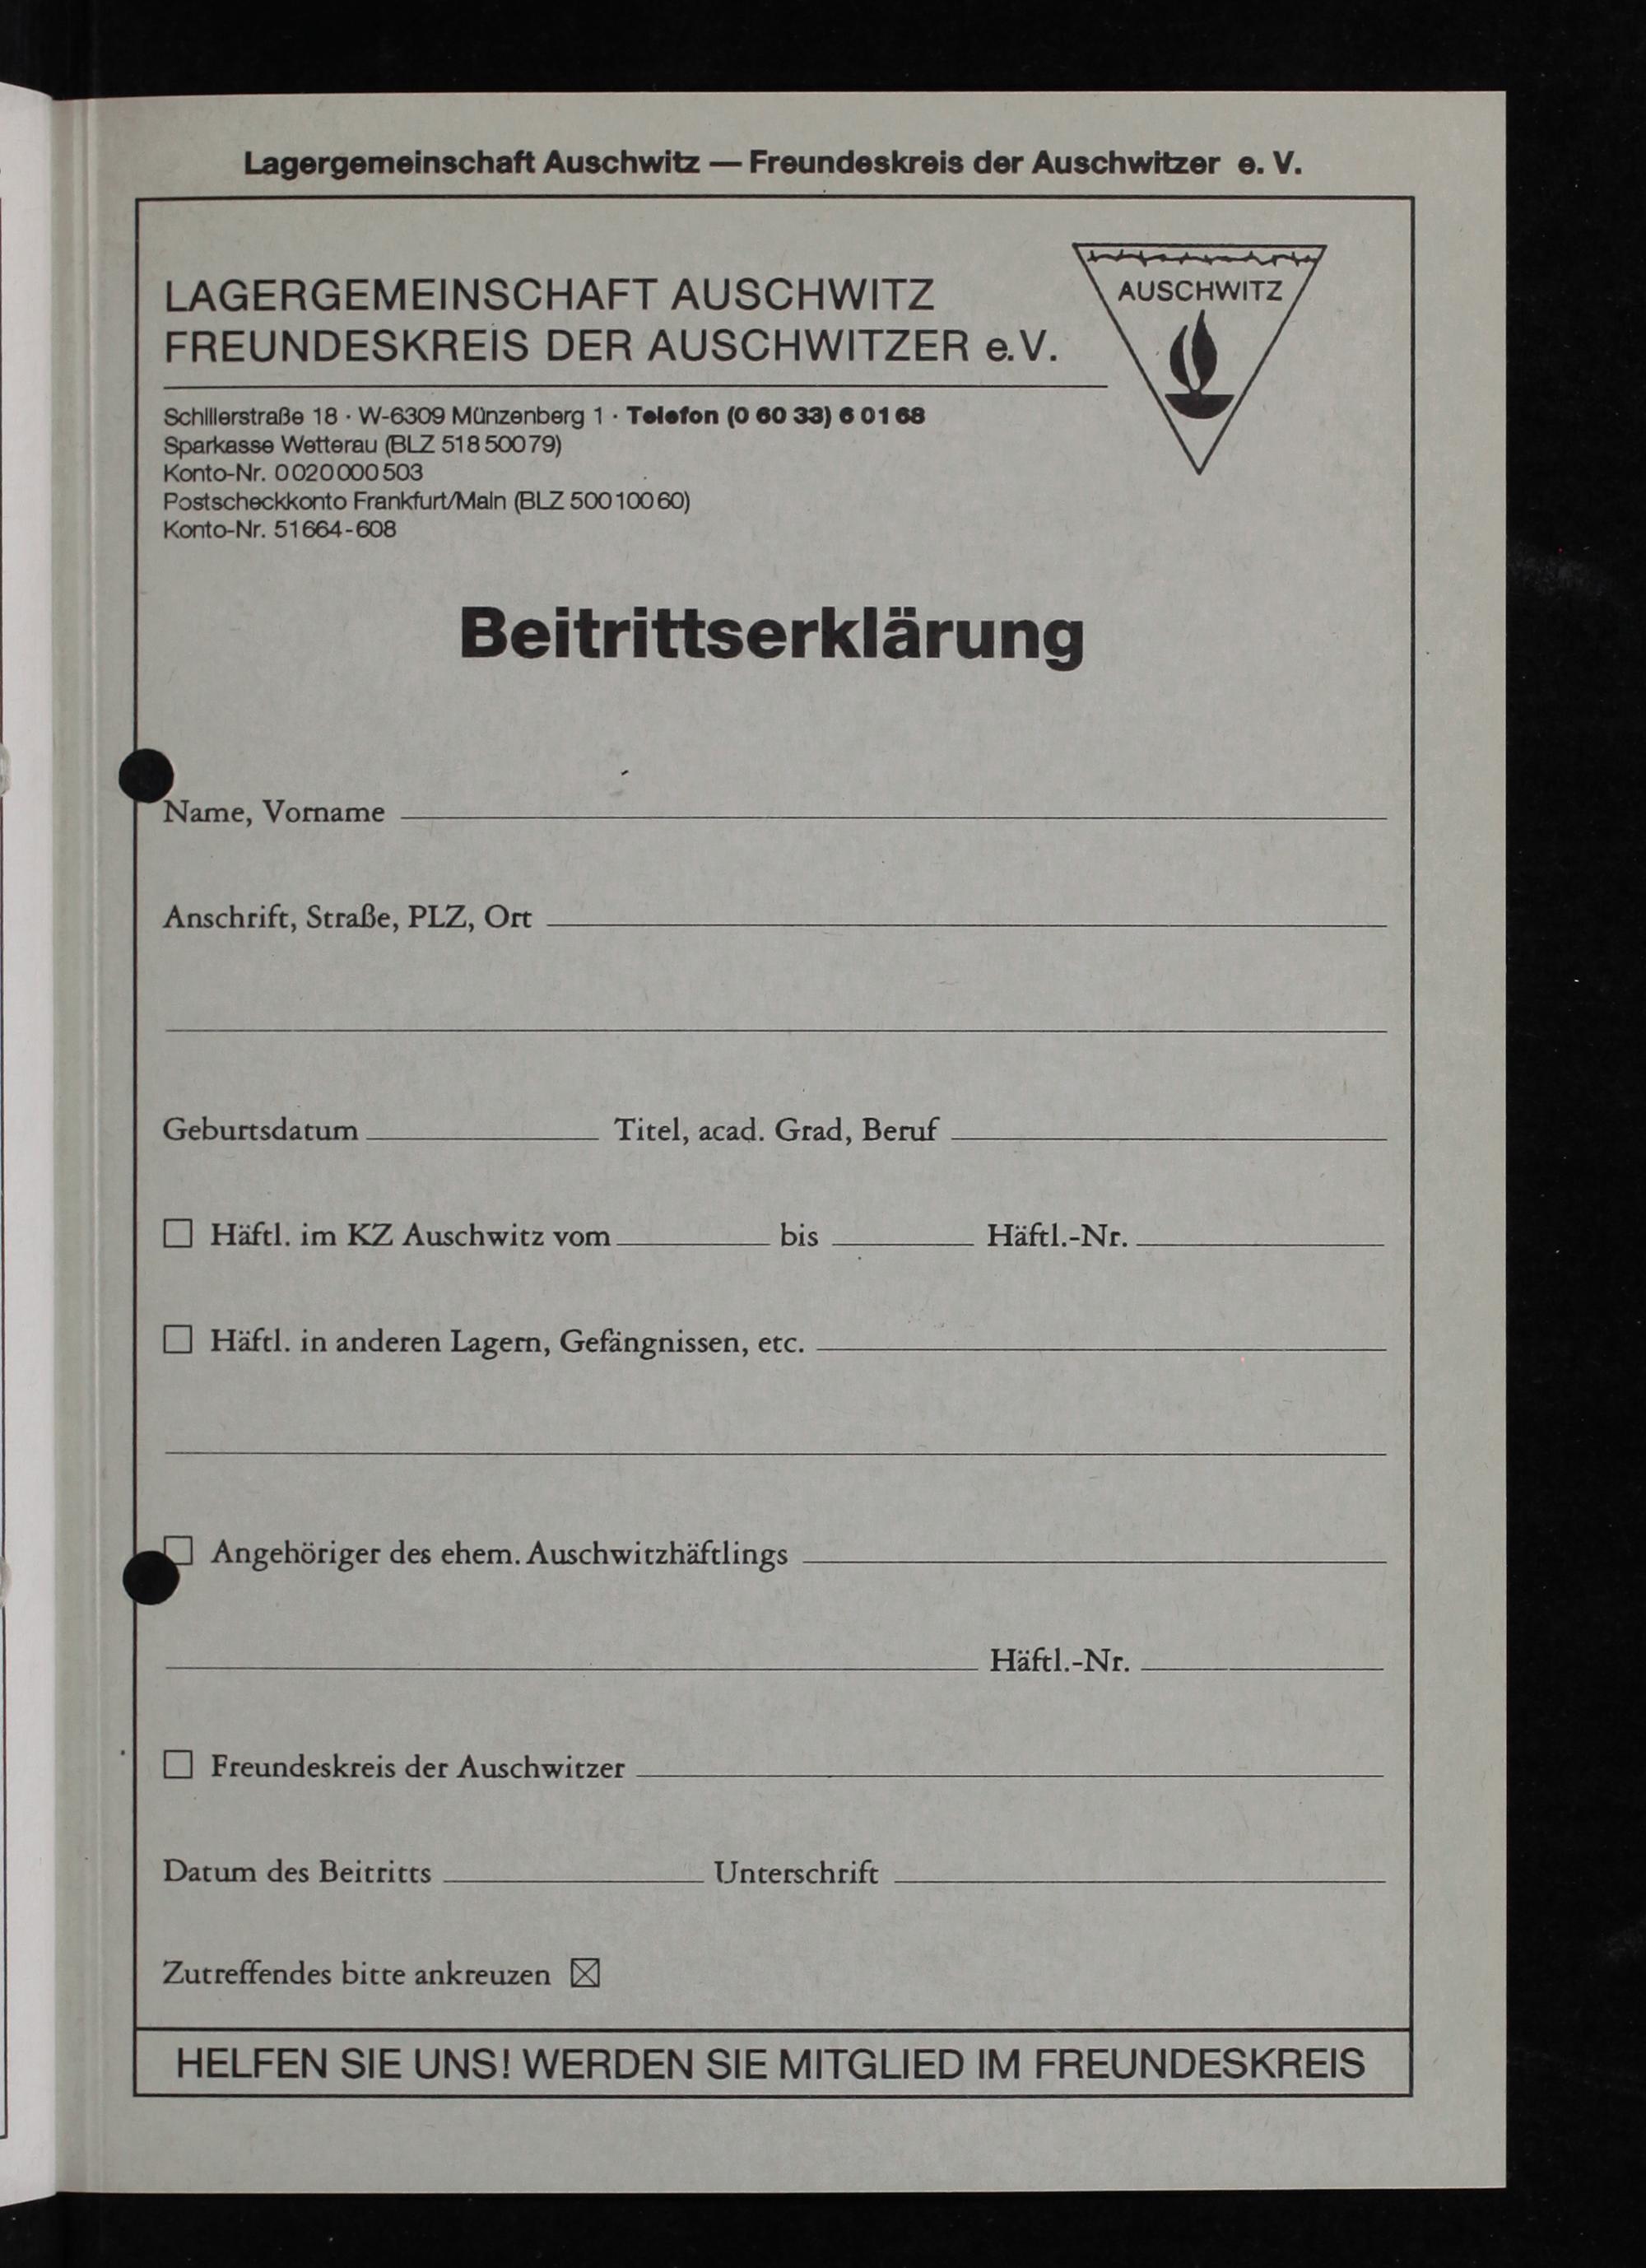 Lagergemeinschaft Auschwitz — Freundeskreis der Auschwitzer e. V.
LAGERGEMEINSCHAFT AUSCHWITZ
FREUNDESKREIS DER AUSCHWITZER e.V.
AUSCHWITZ
Schillerstraße 18 · W-6309 Münzenberg 1 · Telefon (0 60 33) 6 01 68
Sparkasse Wetterau (BLZ 518 500 79)
Konto-Nr. 0 020 000 503
Postscheckkonto Frankfurt/Main (BLZ 500 100 60)
Konto-Nr. 51 664-608
Beitrittserklärung
Name, Vorname
Anschrift, Straße, PLZ, Ort
Geburtsdatum Titel, acad. Grad, Beruf
☐ Häftl. im KZ Auschwitz vom bis Häftl.-Nr.
☐ Häftl. in anderen Lagern, Gefängnissen, etc.
☐ Angehöriger des ehem. Auschwitzhäftlings
Häftl.-Nr.
☐ Freundeskreis der Auschwitzer
Datum des Beitritts Unterschrift
Zutreffendes bitte ankreuzen ☒
HELFEN SIE UNS! WERDEN SIE MITGLIED IM FREUNDESKREIS